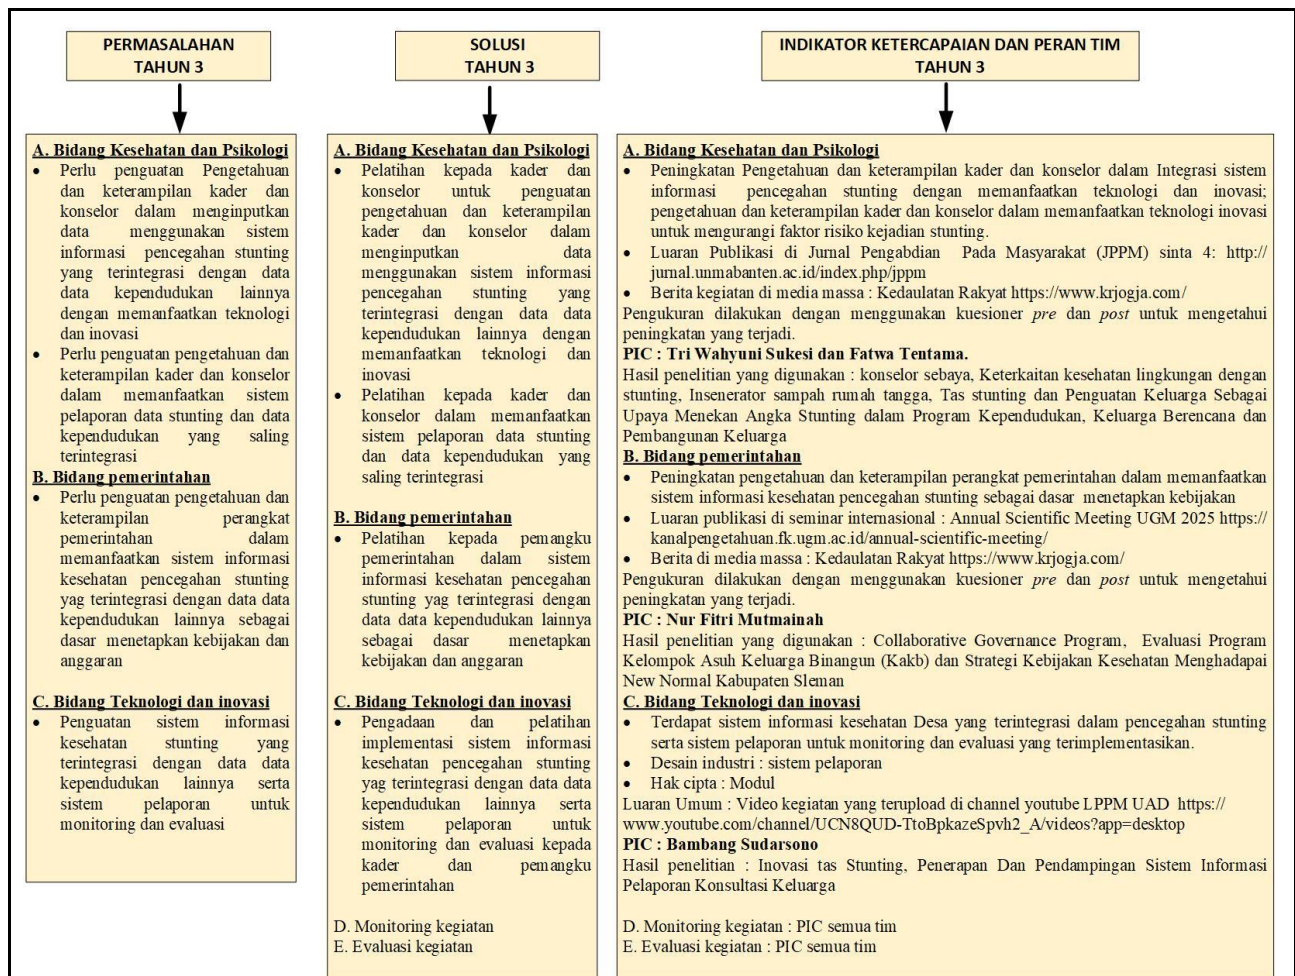 PERMASALAHAN
TAHUN 3
SOLUSI
TAHUN 3
INDIKATOR KETERCAPAIAN DAN PERAN TIM
TAHUN 3
A. Bidang Kesehatan dan Psikologi
• Perlu penguatan Pengetahuan
dan keterampilan kader dan
konselor dalam menginputkan
data menggunakan sistem
informasi pencegahan stunting
yang terintegrasi dengan data
data kependudukan lainnya
dengan memanfaatkan teknologi
dan inovasi
• Perlu penguatan pengetahuan dan
keterampilan kader dan konselor
dalam memanfaatkan sistem
pelaporan data stunting dan data
kependudukan yang saling
terintegrasi
B. Bidang pemerintahan
• Perlu penguatan pengetahuan dan
keterampilan perangkat
pemerintahan dalam
memanfaatkan sistem informasi
kesehatan pencegahan stunting
yag terintegrasi dengan data data
kependudukan lainnya sebagai
dasar menetapkan kebijakan dan
anggaran
C. Bidang Teknologi dan inovasi
• Penguatan sistem informasi
kesehatan stunting yang
terintegrasi dengan data data
kependudukan lainnya serta
sistem pelaporan untuk
monitoring dan evaluasi
A. Bidang Kesehatan dan Psikologi
• Pelatihan kepada kader dan
konselor untuk penguatan
pengetahuan dan keterampilan
kader dan konselor dalam
menginputkan data
menggunakan sistem informasi
pencegahan stunting yang
terintegrasi dengan data data
kependudukan lainnya dengan
memanfaatkan teknologi dan
inovasi
• Pelatihan kepada kader dan
konselor dalam memanfaatkan
sistem pelaporan data stunting
dan data kependudukan yang
saling terintegrasi
B. Bidang pemerintahan
• Pelatihan kepada pemangku
pemerintahan dalam sistem
informasi kesehatan pencegahan
stunting yag terintegrasi dengan
data data kependudukan lainnya
sebagai dasar menetapkan
kebijakan dan anggaran
C. Bidang Teknologi dan inovasi
• Pengadaan dan pelatihan
implementasi sistem informasi
kesehatan pencegahan stunting
yag terintegrasi dengan data data
kependudukan lainnya serta
sistem pelaporan untuk
monitoring dan evaluasi kepada
kader dan pemangku
pemerintahan
D. Monitoring kegiatan
E. Evaluasi kegiatan
A. Bidang Kesehatan dan Psikologi
• Peningkatan Pengetahuan dan keterampilan kader dan konselor dalam Integrasi sistem
informasi pencegahan stunting dengan memanfaatkan teknologi dan inovasi;
pengetahuan dan keterampilan kader dan konselor dalam memanfaatkan teknologi inovasi
untuk mengurangi faktor risiko kejadian stunting.
• Luaran Publikasi di Jurnal Pengabdian Pada Masyarakat (JPPM) sinta 4: http://
jurnal.unmabanten.ac.id/index.php/jppm
• Berita kegiatan di media massa : Kedaulatan Rakyat https://www.krjogja.com/
Pengukuran dilakukan dengan menggunakan kuesioner pre dan post untuk mengetahui
peningkatan yang terjadi.
PIC : Tri Wahyuni Sukesi dan Fatwa Tentama.
Hasil penelitian yang digunakan : konselor sebaya, Keterkaitan kesehatan lingkungan dengan
stunting, Insenerator sampah rumah tangga, Tas stunting dan Penguatan Keluarga Sebagai
Upaya Menekan Angka Stunting dalam Program Kependudukan, Keluarga Berencana dan
Pembangunan Keluarga
B. Bidang pemerintahan
• Peningkatan pengetahuan dan keterampilan perangkat pemerintahan dalam memanfaatkan
sistem informasi kesehatan pencegahan stunting sebagai dasar menetapkan kebijakan
• Luaran publikasi di seminar internasional : Annual Scientific Meeting UGM 2025 https://
kanalpengetahuan.fk.ugm.ac.id/annual-scientific-meeting/
• Berita di media massa : Kedaulatan Rakyat https://www.krjogja.com/
Pengukuran dilakukan dengan menggunakan kuesioner pre dan post untuk mengetahui
peningkatan yang terjadi.
PIC : Nur Fitri Mutmainah
Hasil penelitian yang digunakan : Collaborative Governance Program, Evaluasi Program
Kelompok Asuh Keluarga Binangun (Kakb) dan Strategi Kebijakan Kesehatan Menghadapai
New Normal Kabupaten Sleman
C. Bidang Teknologi dan inovasi
• Terdapat sistem informasi kesehatan Desa yang terintegrasi dalam pencegahan stunting
serta sistem pelaporan untuk monitoring dan evaluasi yang terimplementasikan.
• Desain industri : sistem pelaporan
• Hak cipta : Modul
Luaran Umum : Video kegiatan yang terupload di channel youtube LPPM UAD https://
www.youtube.com/channel/UCN8QUD-TtoBpkazeSpvh2_A/videos?app=desktop
PIC : Bambang Sudarsono
Hasil penelitian : Inovasi tas Stunting, Penerapan Dan Pendampingan Sistem Informasi
Pelaporan Konsultasi Keluarga
D. Monitoring kegiatan : PIC semua tim
E. Evaluasi kegiatan : PIC semua tim